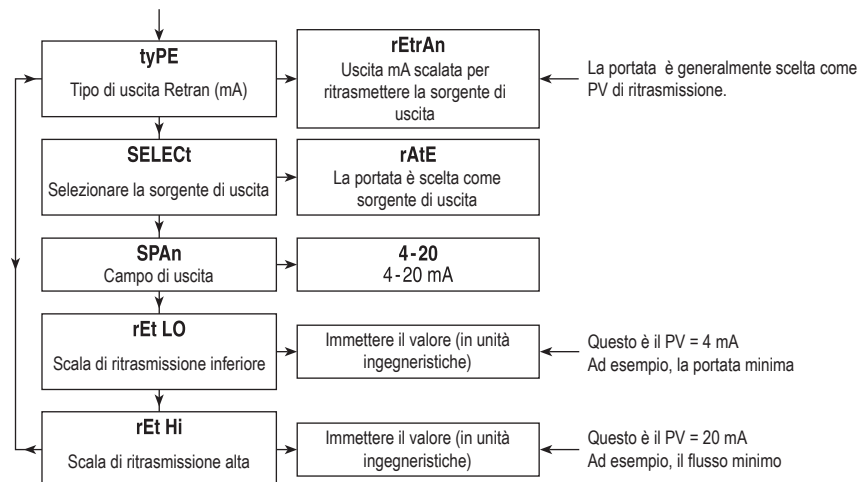 tyPE
Tipo di uscita Retran (mA)
rEtrAn
Uscita mA scalata per
ritrasmettere la sorgente di
uscita
La portata è generalmente scelta come
PV di ritrasmissione.
SELECt
Selezionare la sorgente di uscita
rAtE
La portata è scelta come
sorgente di uscita
SPAn
Campo di uscita
4-20
4-20 mA
rEt LO
Scala di ritrasmissione inferiore
Immettere il valore (in unità
ingegneristiche)
Questo è il PV = 4 mA
Ad esempio, la portata minima
rEt Hi
Scala di ritrasmissione alta
Immettere il valore (in unità
ingegneristiche)
Questo è il PV = 20 mA
Ad esempio, il flusso minimo